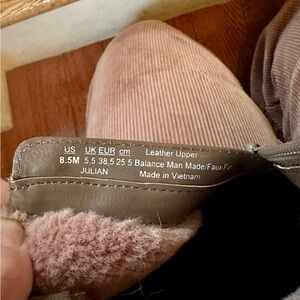 US UK EUR cm Leather Upper
8.5M 5,5 38,5 25 5 Balance Man Made/Faux Fur
JULIAN Made in Vietnam